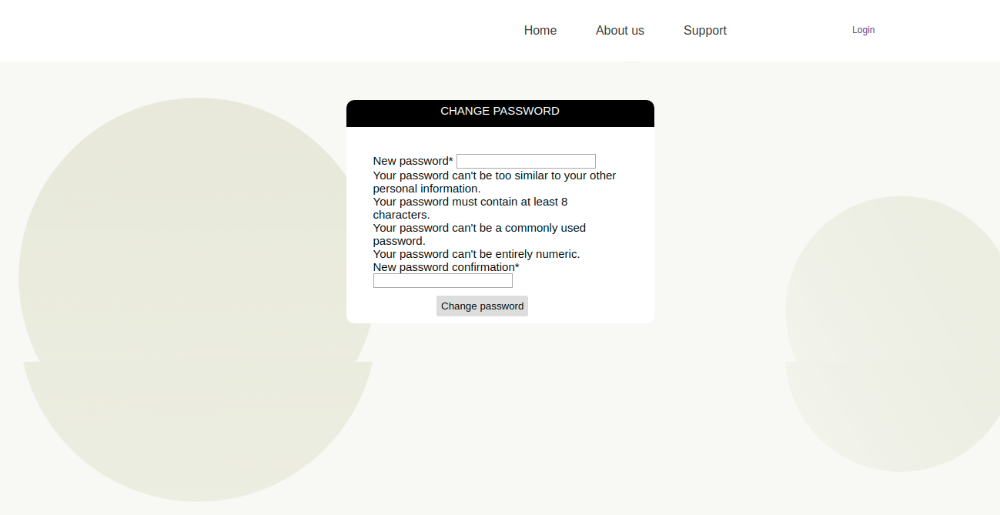 Home About us Support Login
CHANGE PASSWORD
New password*
Your password can't be too similar to your other
personal information.
Your password must contain at least 8
characters.
Your password can't be a commonly used
password.
Your password can't be entirely numeric.
New password confirmation*
Change password